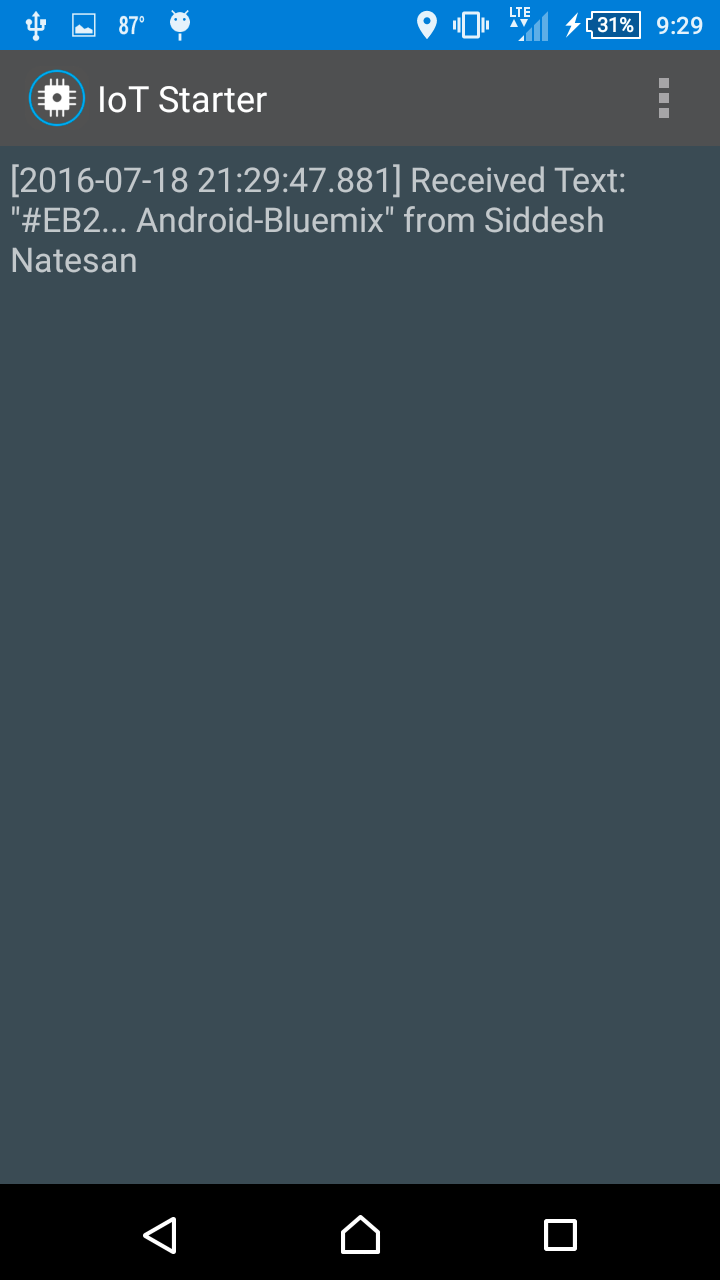 87° LTE 31% 9:29
IoT Starter
[2016-07-18 21:29:47.881] Received Text:
"#EB2... Android-Bluemix" from Siddesh
Natesan